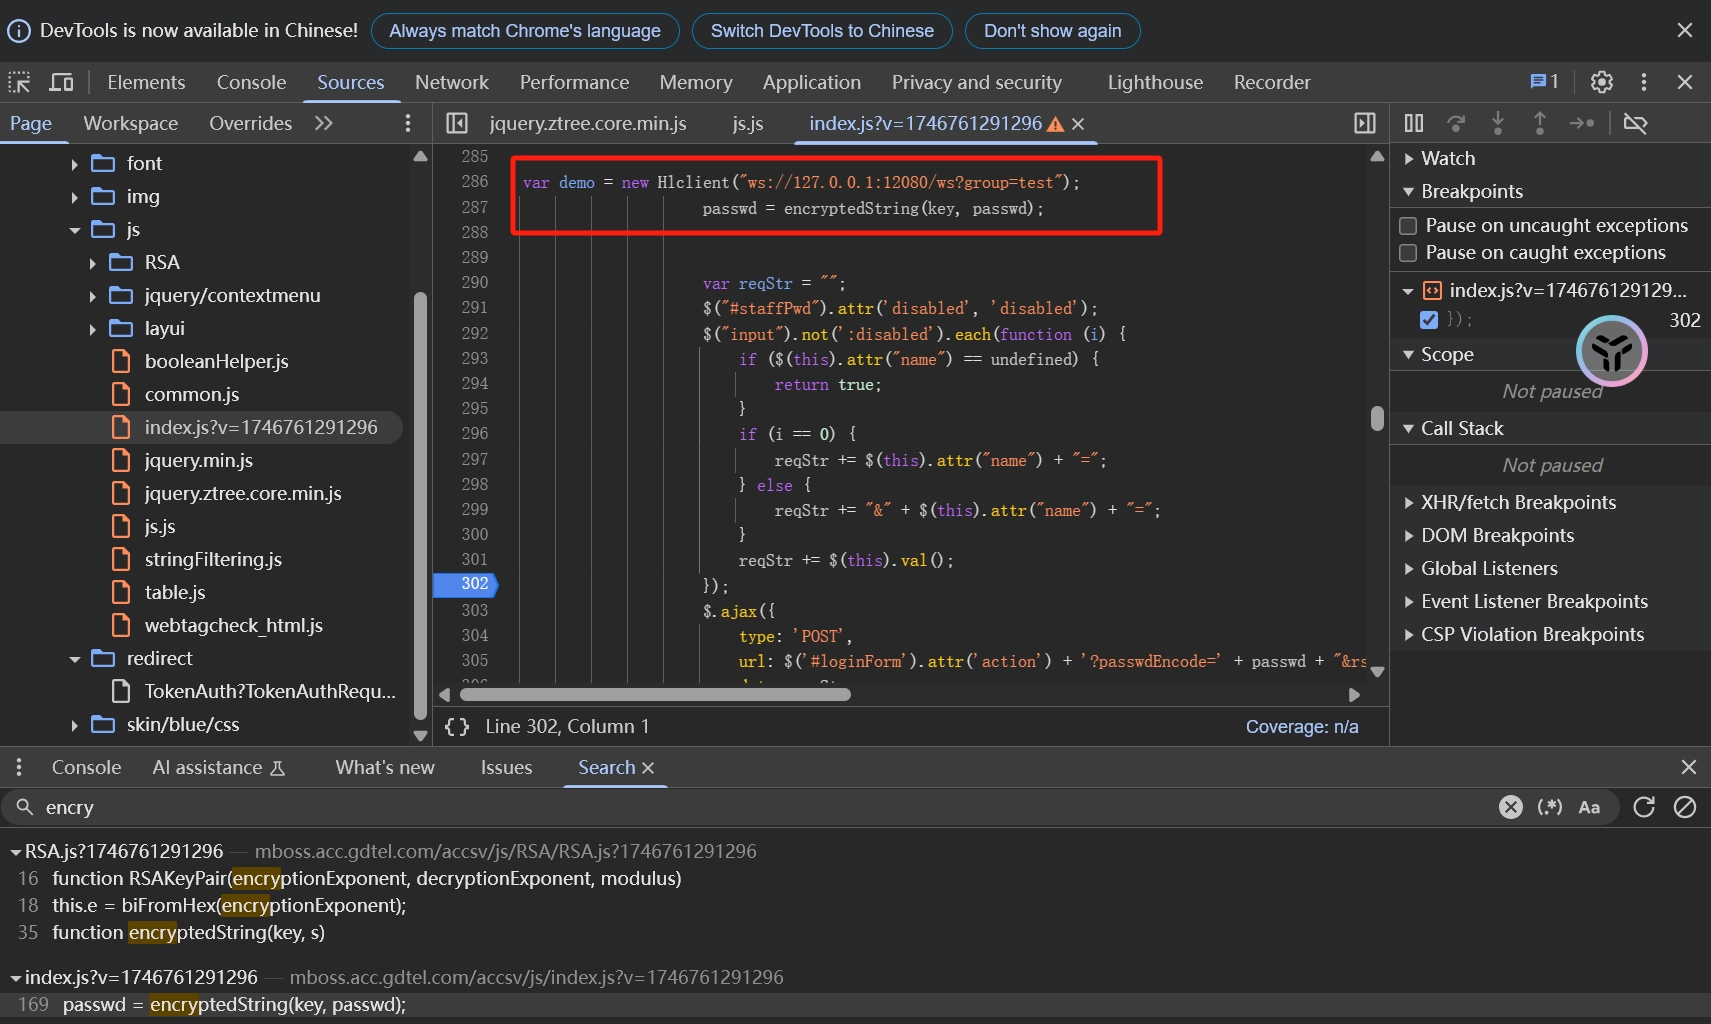 DevTools is now available in Chinese! Always match Chrome's language Switch DevTools to Chinese Don't show again
Elements Console Sources Network Performance Memory Application Privacy and security Lighthouse Recorder 1
Page Workspace Overrides
font
img
js
RSA
jquery/contextmenu
layui
booleanHelper.js
common.js
index.js?v=1746761291296
jquery.min.js
jquery.ztree.core.min.js
js.js
stringFiltering.js
table.js
webtagcheck_html.js
redirect
TokenAuth?TokenAuthRequ...
skin/blue/css
jquery.ztree.core.min.js js.js index.js?v=1746761291296
285
286 var demo = new Hlclient("ws://127.0.0.1:12080/ws?group=test");
287 passwd = encryptedString(key, passwd);
288
289
290 var reqStr = "";
291 $("#staffPwd").attr('disabled', 'disabled');
292 $("input").not(':disabled').each(function (i) {
293 if ($(this).attr("name") == undefined) {
294 return true;
295 }
296 if (i == 0) {
297 reqStr += $(this).attr("name") + "=";
298 } else {
299 reqStr += "&" + $(this).attr("name") + "=";
300 }
301 reqStr += $(this).val();
302 });
303 $.ajax({
304 type: 'POST',
305 url: $('#loginForm').attr('action') + '?passwdEncode=' + passwd + "&rs
{} Line 302, Column 1 Coverage: n/a
Watch
Breakpoints
Pause on uncaught exceptions
Pause on caught exceptions
index.js?v=174676129129...
}); 302
Scope
Not paused
Call Stack
Not paused
XHR/fetch Breakpoints
DOM Breakpoints
Global Listeners
Event Listener Breakpoints
CSP Violation Breakpoints
Console AI assistance What's new Issues Search
encry (.*) Aa
RSA.js?1746761291296 — mboss.acc.gdtel.com/accsv/js/RSA/RSA.js?1746761291296
16 function RSAKeyPair(encryptionExponent, decryptionExponent, modulus)
18 this.e = biFromHex(encryptionExponent);
35 function encryptedString(key, s)
index.js?v=1746761291296 — mboss.acc.gdtel.com/accsv/js/index.js?v=1746761291296
169 passwd = encryptedString(key, passwd);